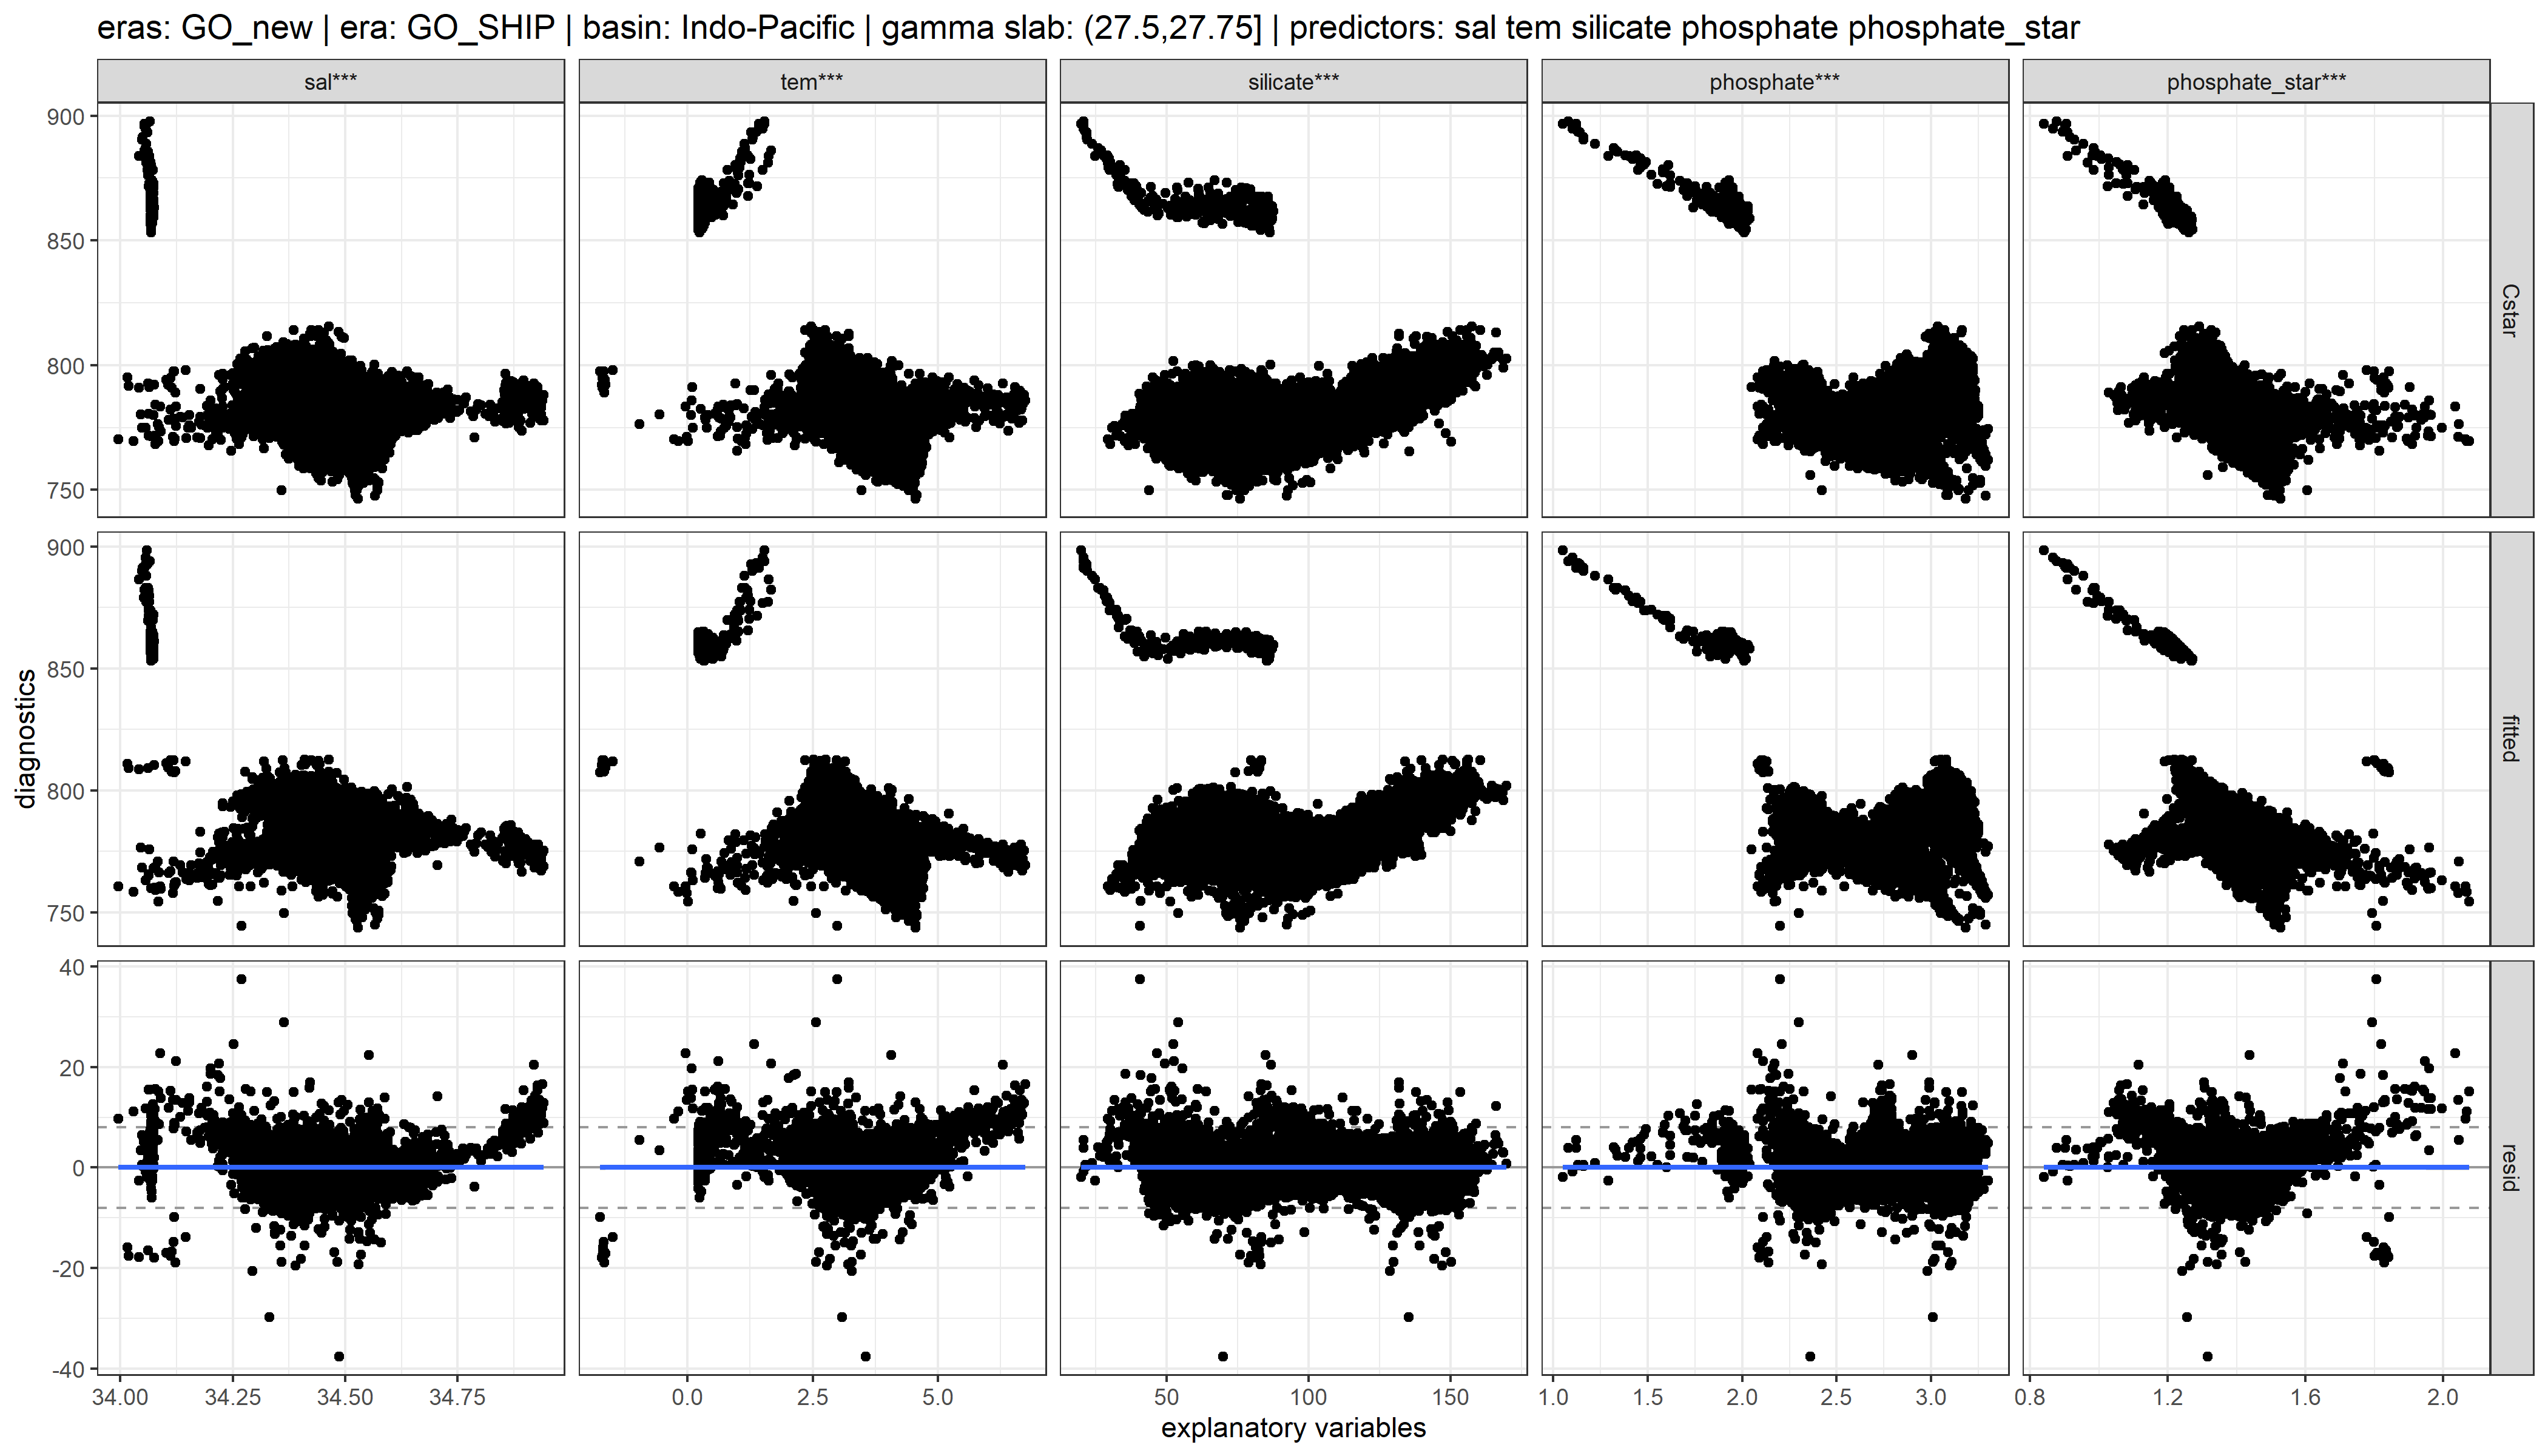 eras: GO_new | era: GO_SHIP | basin: Indo-Pacific | gamma slab: (27.5,27.75] | predictors: sal tem silicate phosphate phosphate_star
sal*** tem*** silicate*** phosphate*** phosphate_star***
900
850
800
750
Cstar
900
850
800
750
fitted
diagnostics
40
20
0
-20
-40
resid
34.00 34.25 34.50 34.75 0.0 2.5 5.0 50 100 150 1.0 1.5 2.0 2.5 3.0 0.8 1.2 1.6 2.0
explanatory variables